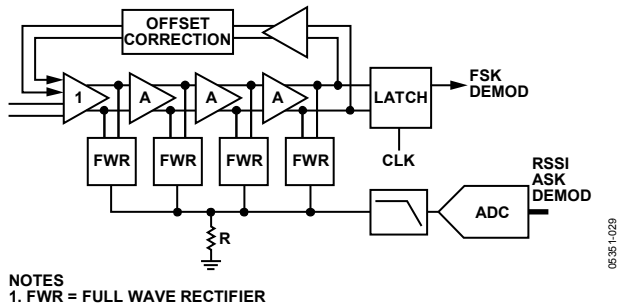 OFFSET
CORRECTION
1
A
A
A
LATCH
FSK
DEMOD
FWR
FWR
FWR
FWR
CLK
RSSI
ASK
DEMOD
ADC
R
NOTES
1. FWR = FULL WAVE RECTIFIER
05351-029